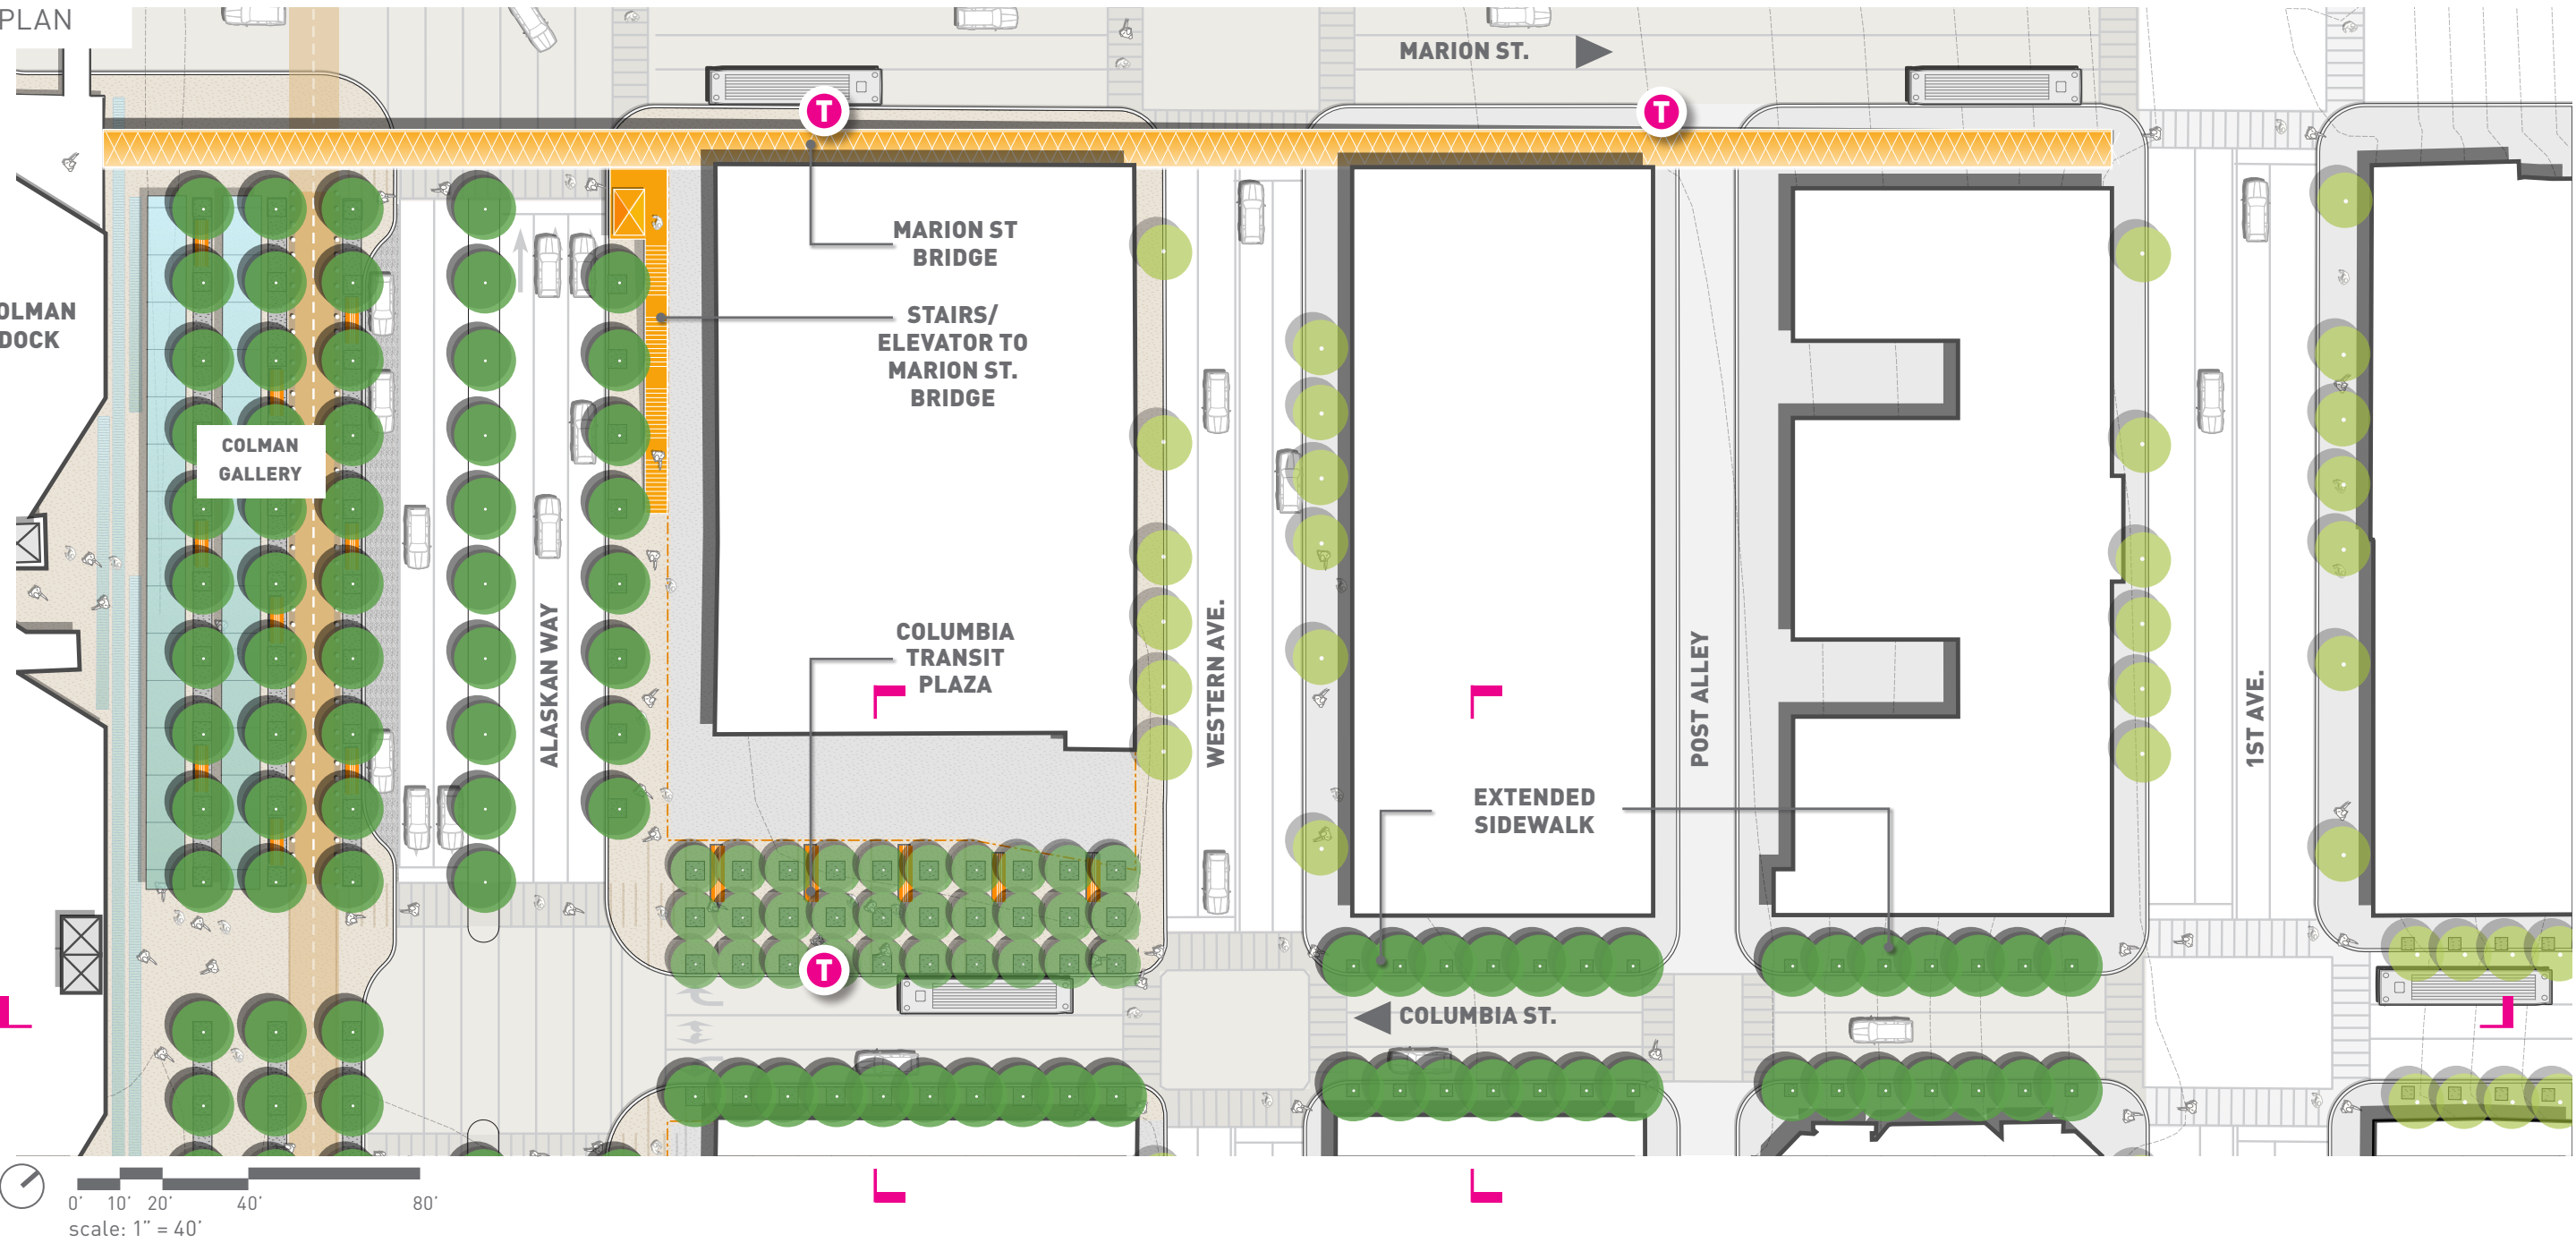 PLAN
MARION ST.
T
T
MARION ST
BRIDGE
STAIRS/
ELEVATOR TO
MARION ST.
BRIDGE
OLMAN
DOCK
COLMAN
GALLERY
ALASKAN WAY
COLUMBIA
TRANSIT
PLAZA
WESTERN AVE.
POST ALLEY
1ST AVE.
EXTENDED
SIDEWALK
T
COLUMBIA ST.
0' 10' 20' 40' 80'
scale: 1” = 40’